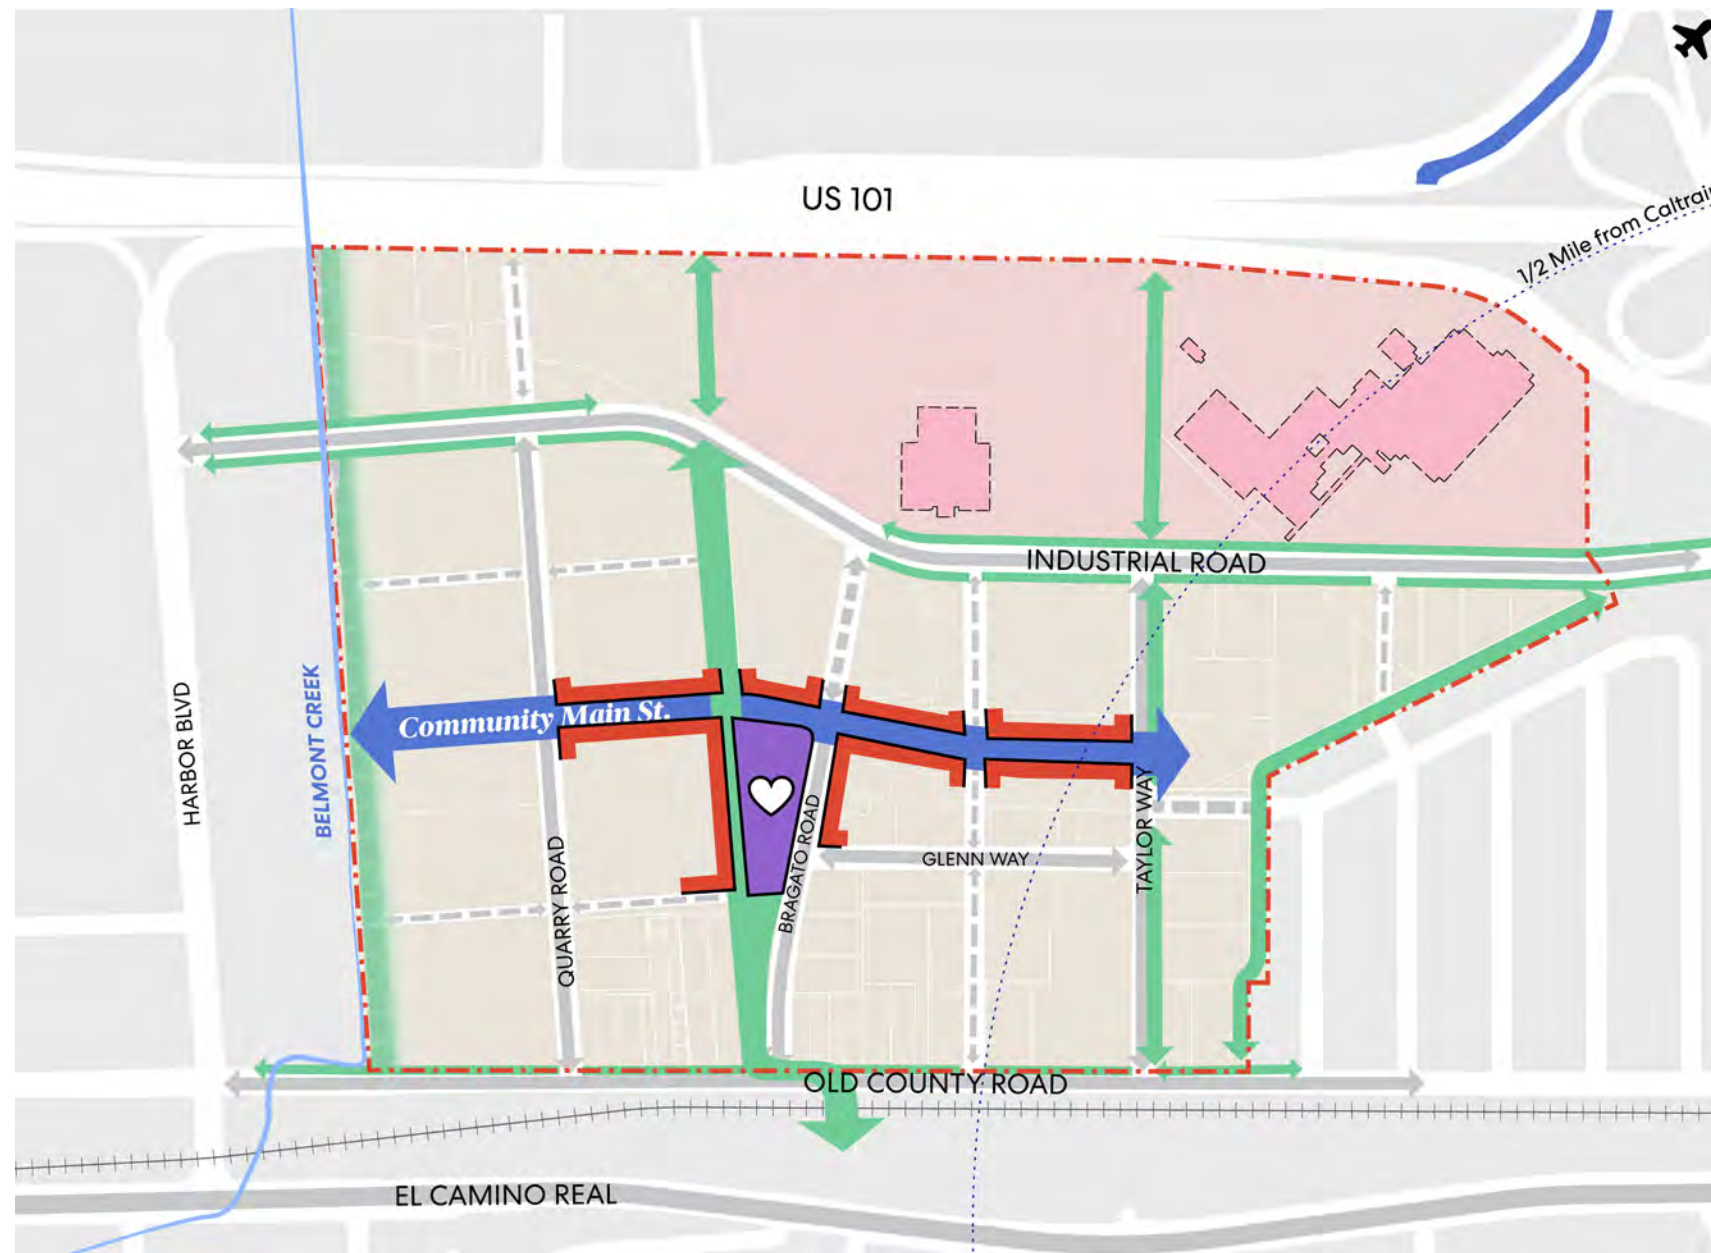 US 101
1/2 Mile from Caltrain
INDUSTRIAL ROAD
HARBOR BLVD
BELMONT CREEK
Community Main St.
QUARRY ROAD
BRAGATO ROAD
GLENN WAY
TAYLOR WAY
OLD COUNTY ROAD
EL CAMINO REAL